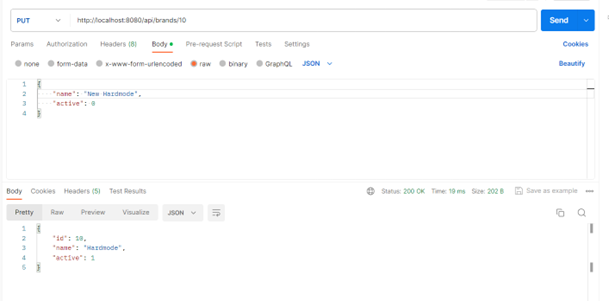 PUT http://localhost:8080/api/brands/10 Send
Params Authorization Headers (8) Body Pre-request Script Tests Settings Cookies
none form-data x-www-form-urlencoded raw binary GraphQL JSON Beautify
1 {
2 "name": "New Hardmode",
3 "active": 0
4 }
Body Cookies Headers (5) Test Results Status: 200 OK Time: 19 ms Size: 202 B Save as example
Pretty Raw Preview Visualize JSON
1 {
2 "id": 10,
3 "name": "Hardmode",
4 "active": 1
5 }